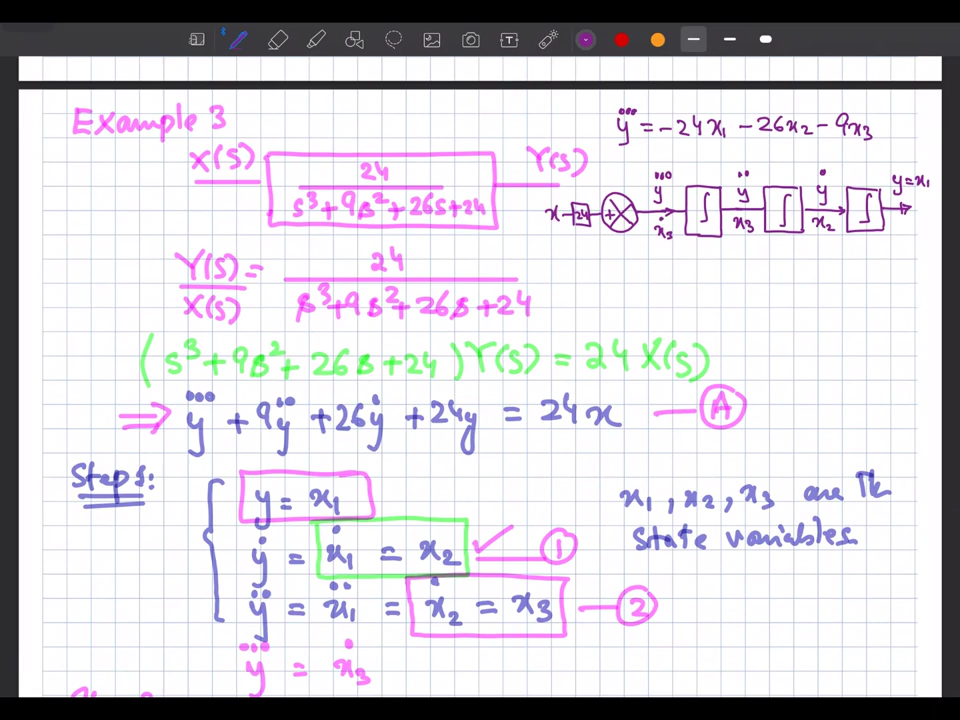 Example 3
X(S) 24 / s³+9s²+26s+24 Y(S)
Y(S)/X(S) = 24 / s³+9s²+26s+24
(s³+9s²+26s+24)Y(S) = 24X(S)
⇒ y⃛ + 9ÿ + 26ẏ + 24y = 24x — (A)
Steps:
y = x₁
ẏ = ẋ₁ = x₂ ✓ — ①
ÿ = ẍ₁ = ẋ₂ = x₃ — ②
y⃛ = ẋ₃
x₁, x₂, x₃ are the
state variables.
y⃛ = -24x₁ - 26x₂ - 9x₃
y⃛ ÿ ẏ y=x₁
x 24 ∫ ∫ ∫
ẋ₃ x₃ x₂
T